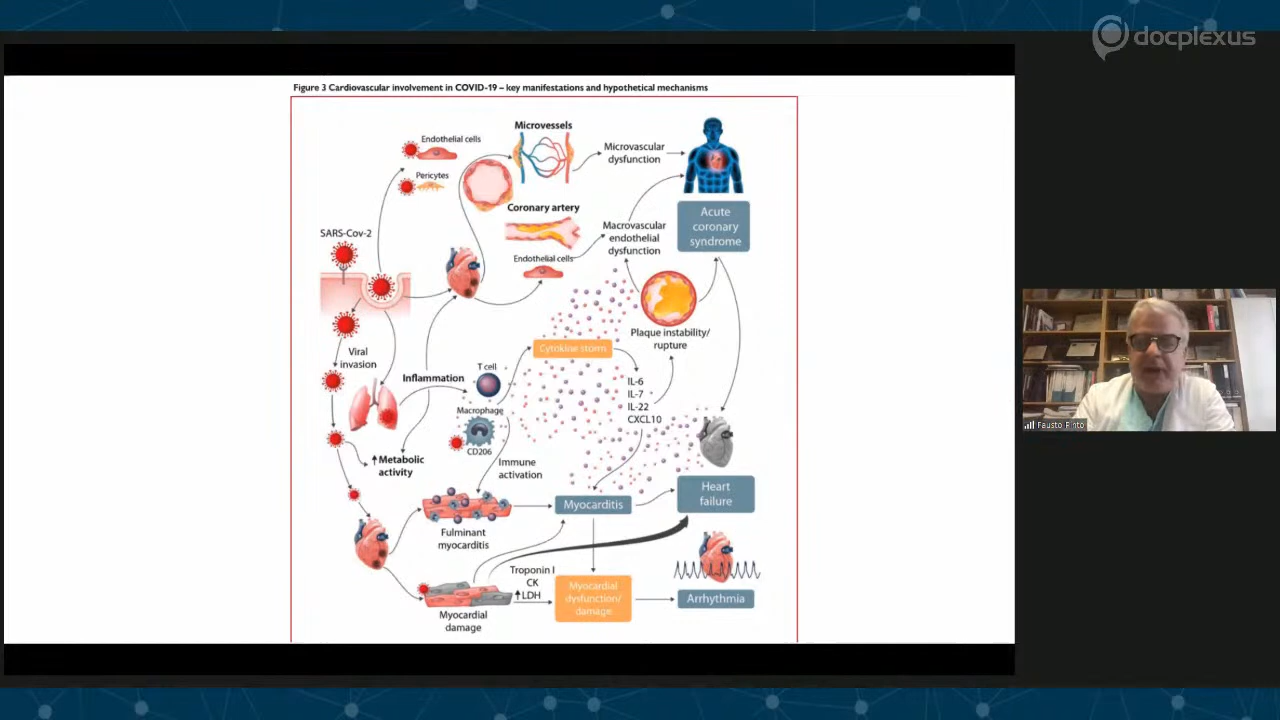 docplexus
Figure 3 Cardiovascular involvement in COVID-19 – key manifestations and hypothetical mechanisms
Endothelial cells
Pericytes
Microvessels
Microvascular
dysfunction
Coronary artery
Macrovascular
endothelial
dysfunction
Endothelial cells
Acute
coronary
syndrome
SARS-Cov-2
Viral
invasion
Plaque instability/
rupture
Cytokine storm
Inflammation
T cell
Macrophage
CD206
IL-6
IL-7
IL-22
CXCL10
Metabolic
activity
Immune
activation
Fulminant
myocarditis
Myocarditis
Heart
failure
Troponin I
CK
LDH
Myocardial
damage
Myocardial
dysfunction/
damage
Arrhythmia
Fausto Pinto